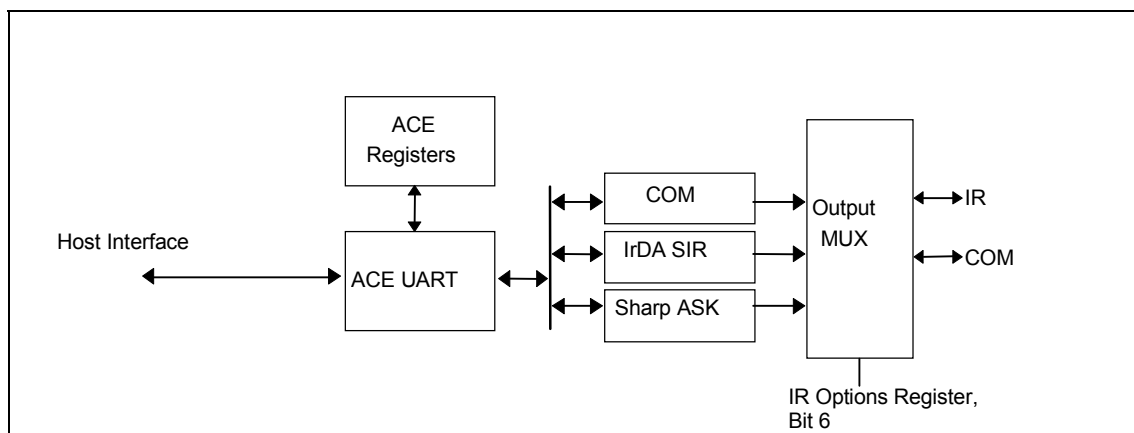 ACE
Registers
Host Interface
ACE UART
COM
IrDA SIR
Sharp ASK
Output
MUX
IR
COM
IR Options Register,
Bit 6